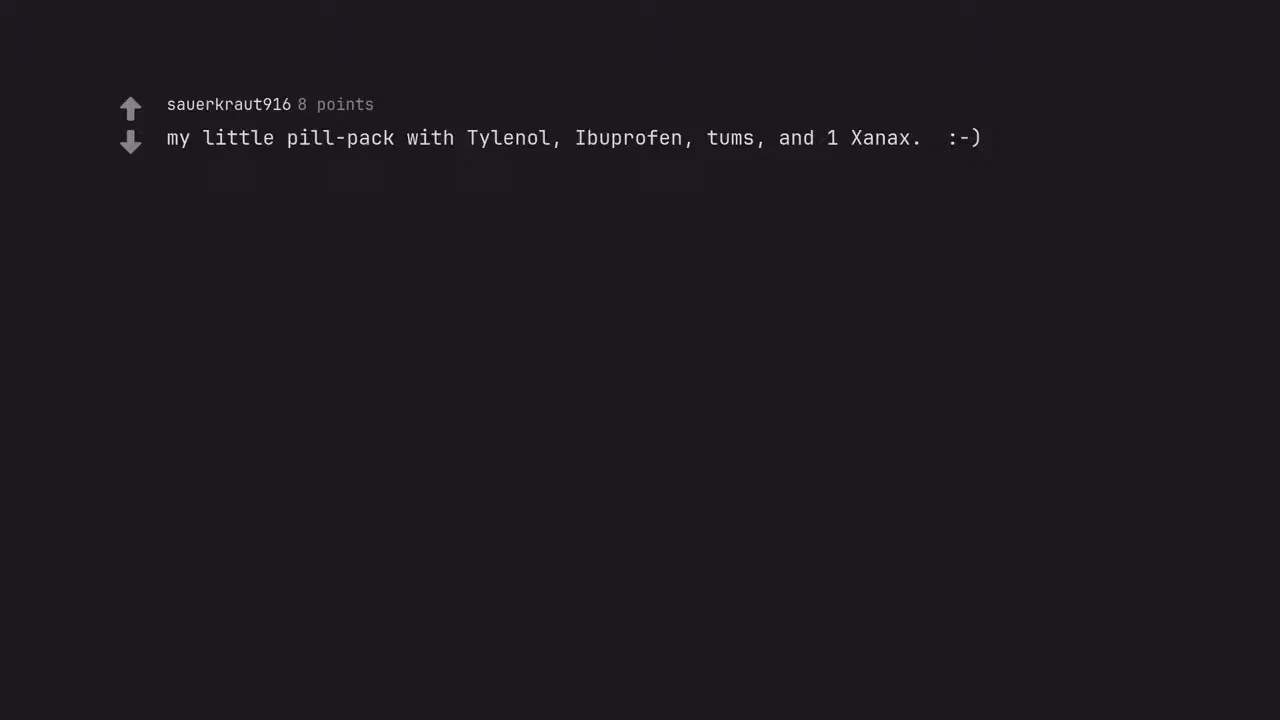 sauerkraut916 8 points
my little pill-pack with Tylenol, Ibuprofen, tums, and 1 Xanax.  :-)